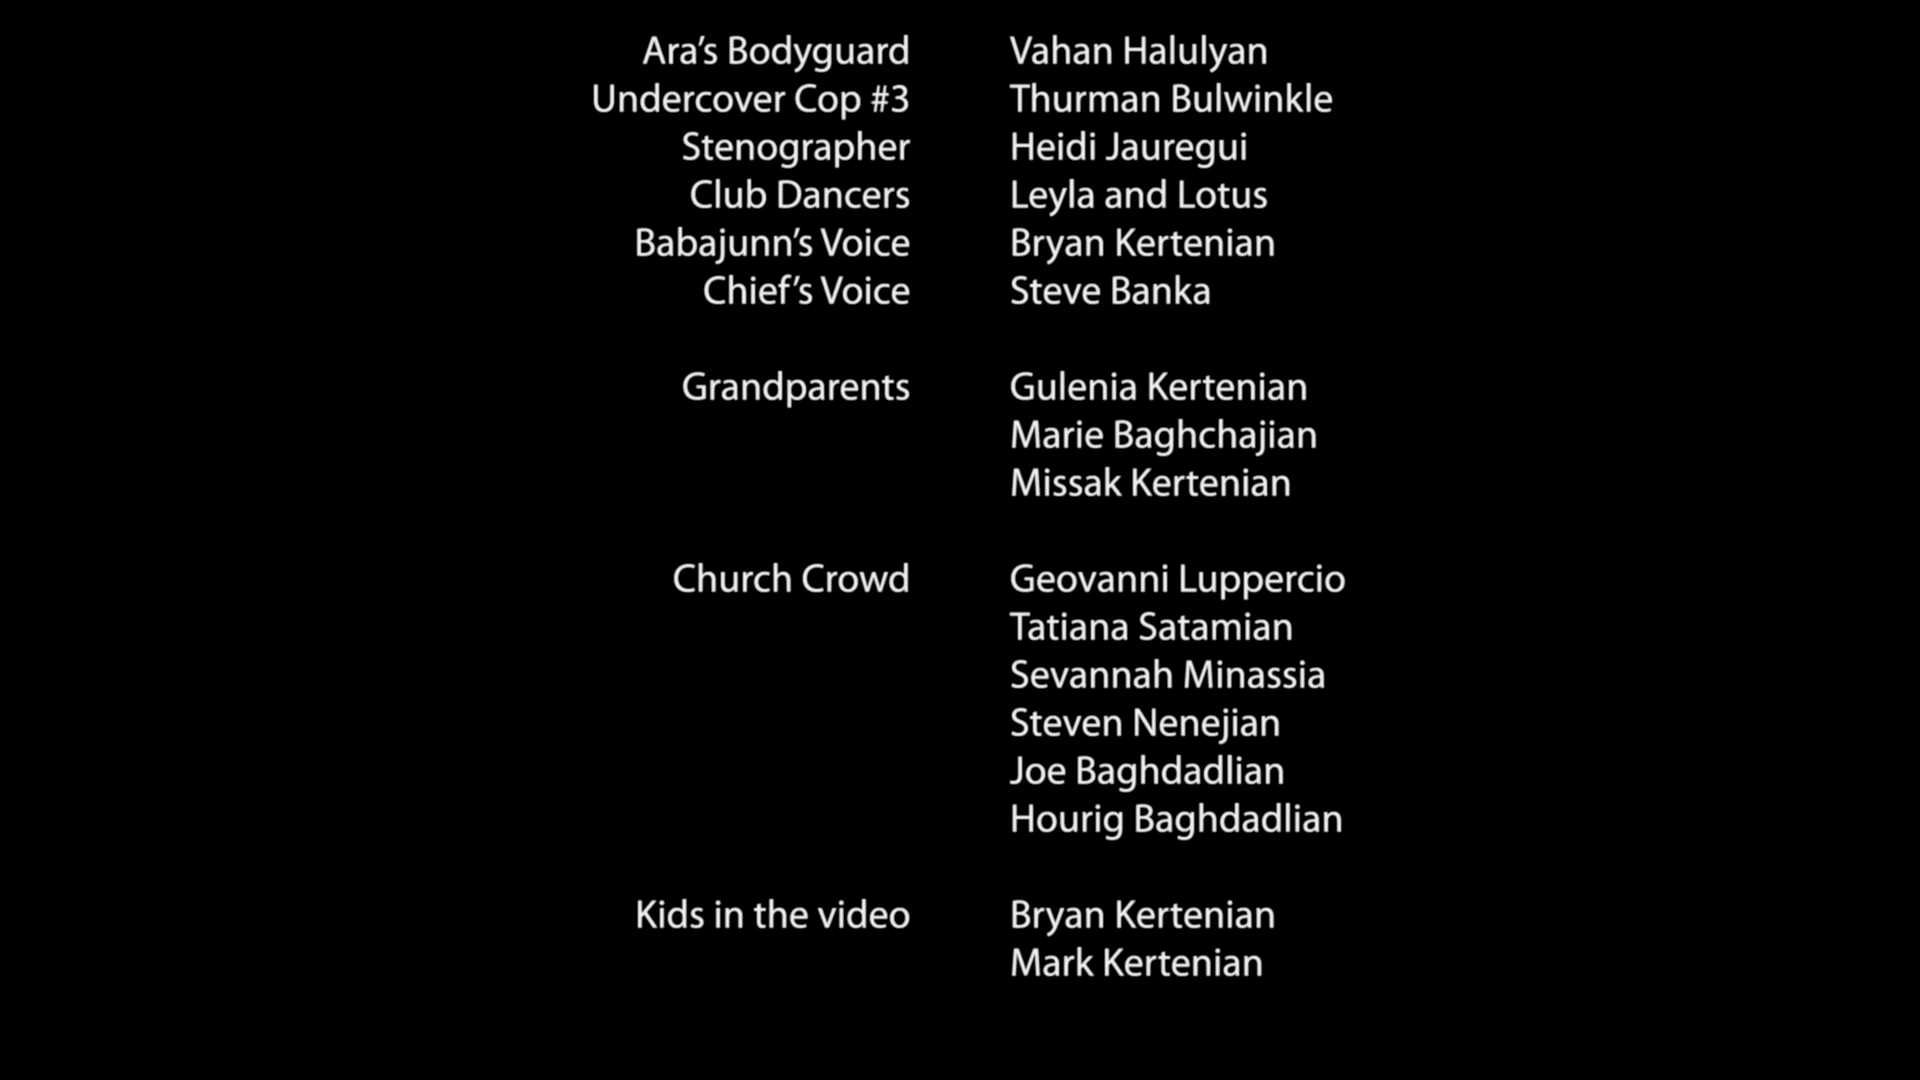 Ara's Bodyguard Vahan Halulyan
Undercover Cop #3 Thurman Bulwinkle
Stenographer Heidi Jauregui
Club Dancers Leyla and Lotus
Babajunn's Voice Bryan Kertenian
Chief's Voice Steve Banka
Grandparents Gulenia Kertenian
Marie Baghchajian
Missak Kertenian
Church Crowd Geovanni Luppercio
Tatiana Satamian
Sevannah Minassia
Steven Nenejian
Joe Baghdadlian
Hourig Baghdadlian
Kids in the video Bryan Kertenian
Mark Kertenian